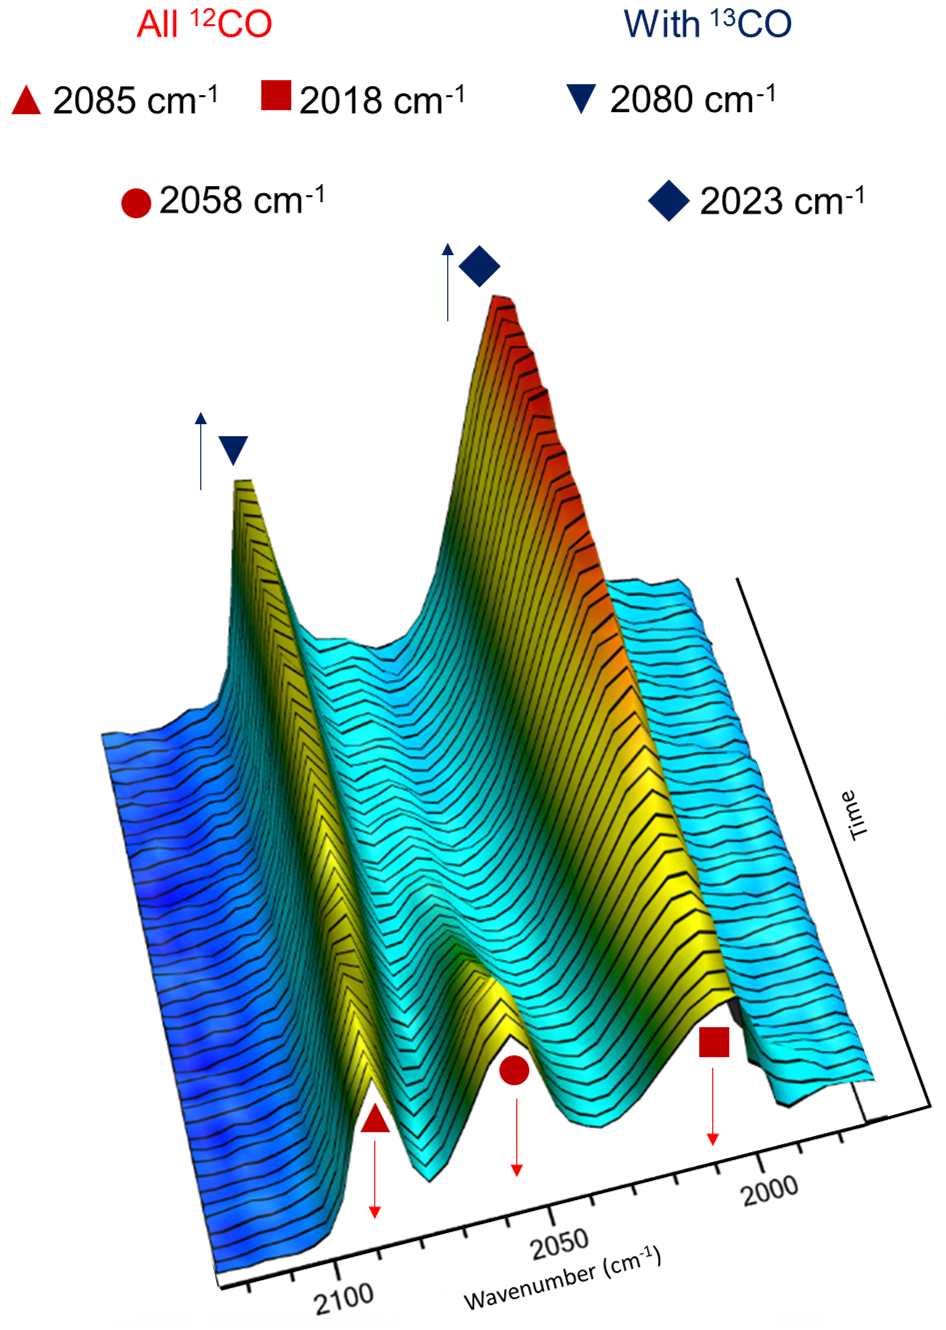 All ¹²CO With ¹³CO
2085 cm⁻¹ 2018 cm⁻¹ 2080 cm⁻¹
2058 cm⁻¹ 2023 cm⁻¹
Time
2000
2050
2100
Wavenumber (cm⁻¹)